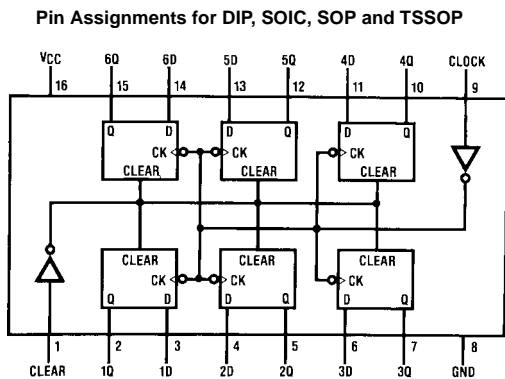 Pin Assignments for DIP, SOIC, SOP and TSSOP
VCC 6Q 6D 5D 5Q 4D 4Q CLOCK
16 15 14 13 12 11 10 9
Q D D Q D Q
CK CK CK
CLEAR CLEAR CLEAR
CLEAR CLEAR CLEAR
CK CK CK
Q D D Q D Q
1 2 3 4 5 6 7 8
CLEAR 1Q 1D 2D 2Q 3D 3Q GND